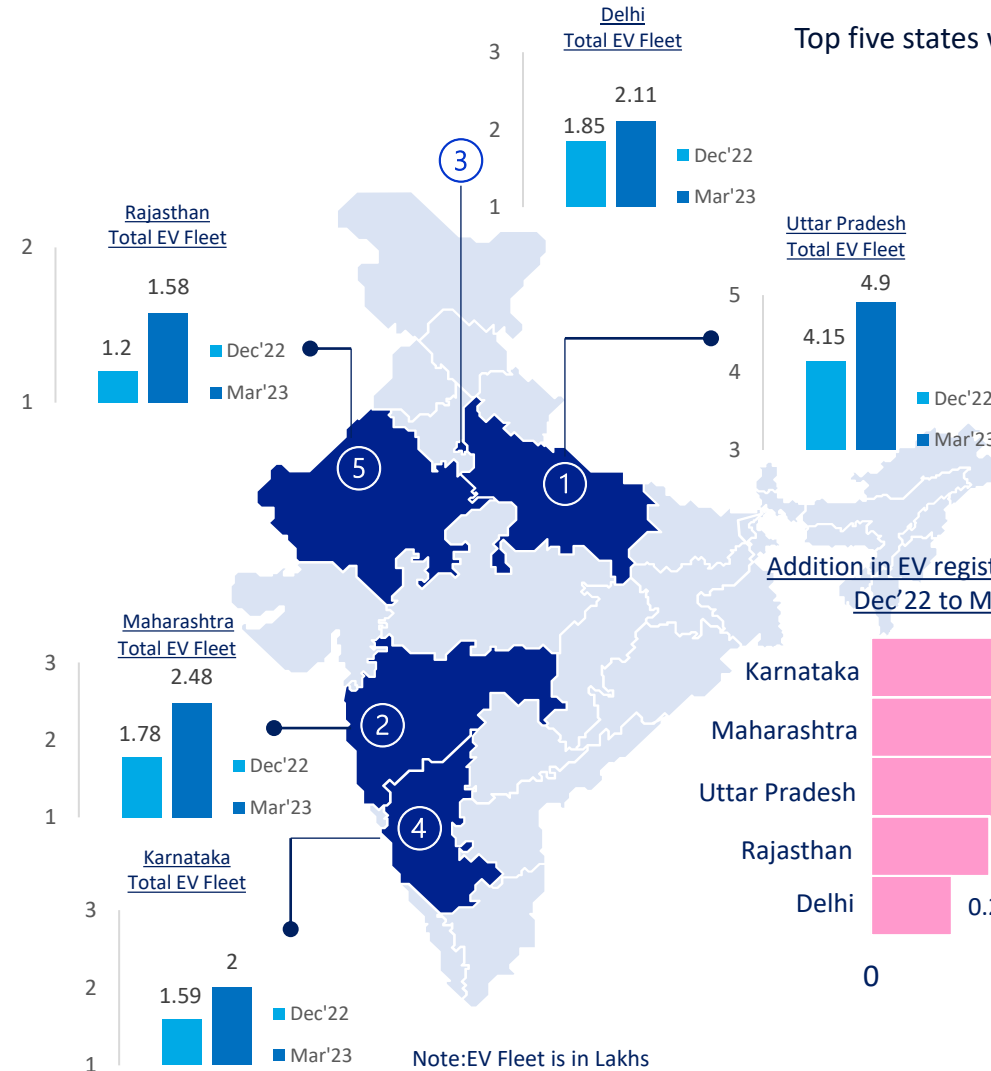 Top five states
Delhi
Total EV Fleet
3
2
1
1.85
2.11
Dec'22
Mar'23
3
Rajasthan
Total EV Fleet
2
1
1.2
1.58
Dec'22
Mar'23
Uttar Pradesh
Total EV Fleet
5
4
3
4.15
4.9
Dec'22
Mar'23
5
1
Maharashtra
Total EV Fleet
3
2
1
1.78
2.48
Dec'22
Mar'23
2
4
Karnataka
Total EV Fleet
3
2
1
1.59
2
Dec'22
Mar'23
Addition in EV
Dec'22 to
Karnataka
Maharashtra
Uttar Pradesh
Rajasthan
Delhi
0
Note:EV Fleet is in Lakhs